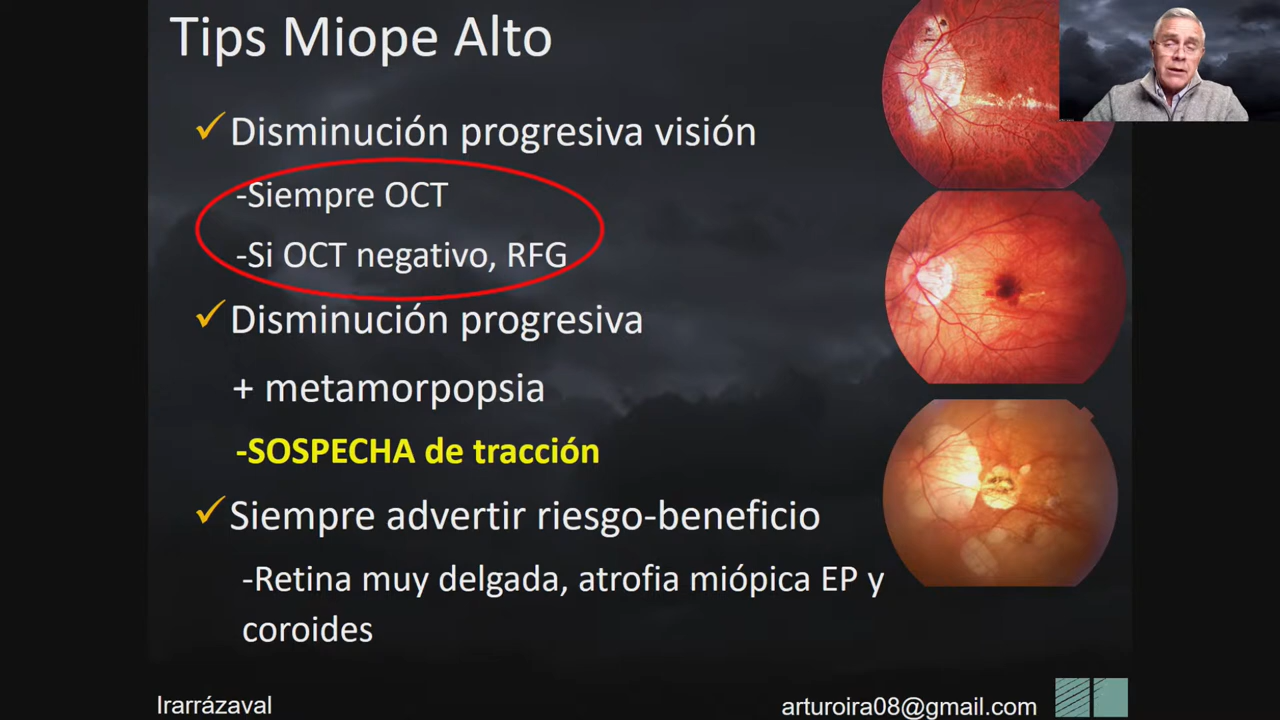 Tips Miope Alto
Disminución progresiva visión
-Siempre OCT
-Si OCT negativo, RFG
Disminución progresiva
+ metamorpopsia
-SOSPECHA de tracción
Siempre advertir riesgo-beneficio
-Retina muy delgada, atrofia miópica EP y
coroides
Irarrázaval
arturoira08@gmail.com